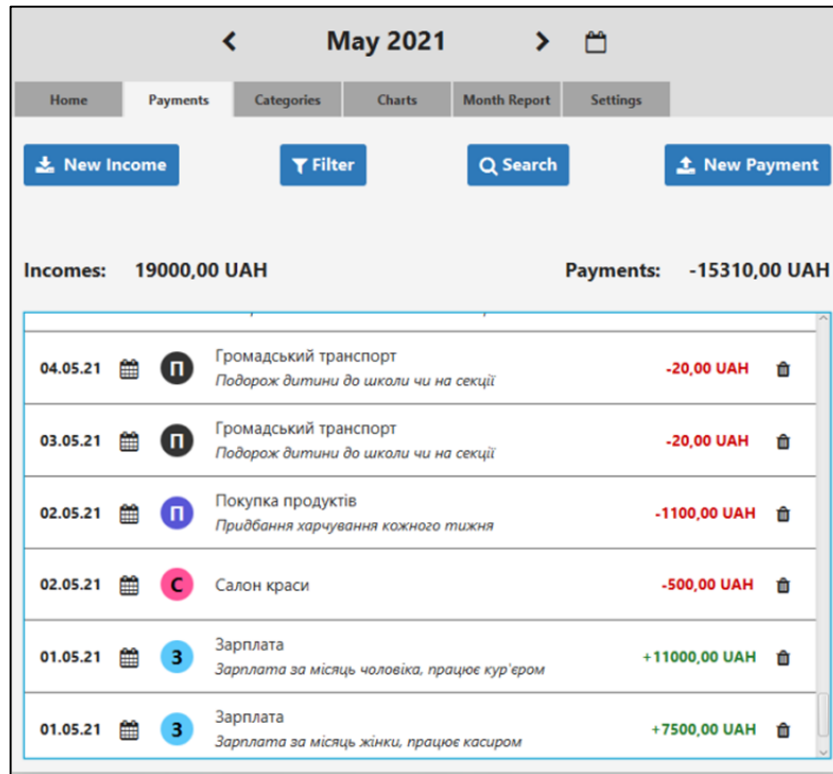 May 2021
Home Payments Categories Charts Month Report Settings
New Income Filter Search New Payment
Incomes: 19000,00 UAH Payments: -15310,00 UAH
04.05.21 П Громадський транспорт -20,00 UAH
Подорож дитини до школи чи на секції
03.05.21 П Громадський транспорт -20,00 UAH
Подорож дитини до школи чи на секції
02.05.21 П Покупка продуктів -1100,00 UAH
Придбання харчування кожного тижня
02.05.21 С Салон краси -500,00 UAH
01.05.21 З Зарплата +11000,00 UAH
Зарплата за місяць чоловіка, працює кур'єром
01.05.21 З Зарплата +7500,00 UAH
Зарплата за місяць жінки, працює касиром